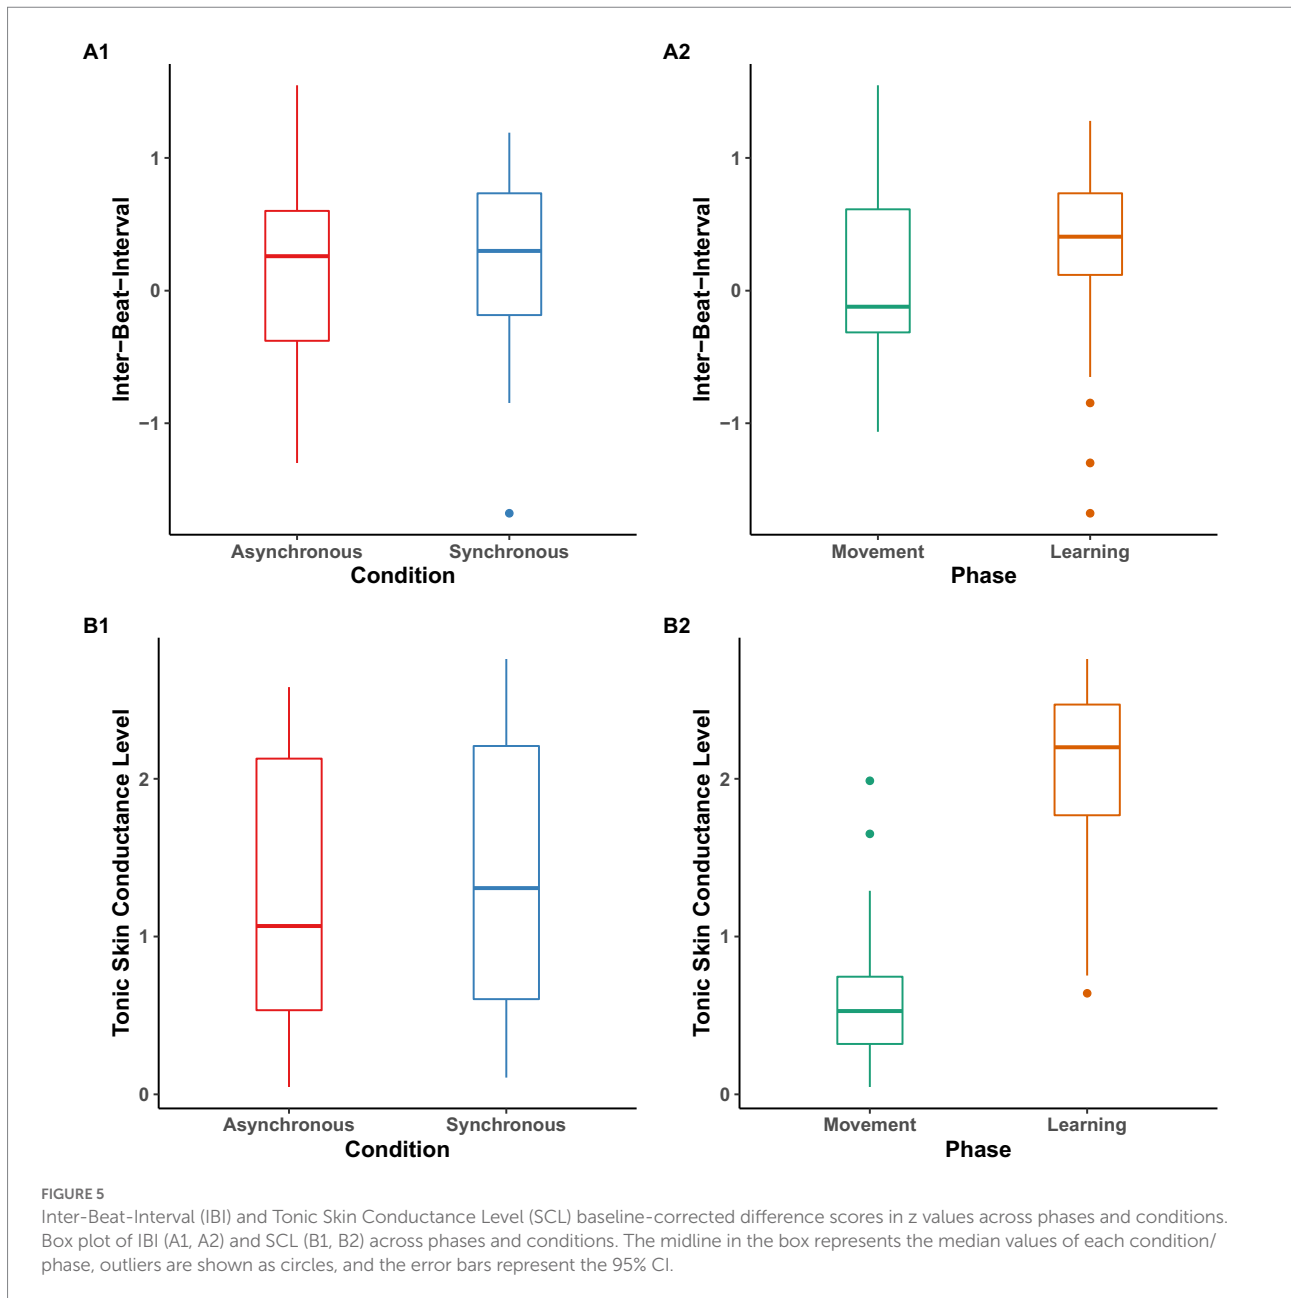 A1
Inter−Beat−Interval
1
0
−1
Asynchronous Synchronous
Condition
A2
Inter−Beat−Interval
1
0
−1
Movement Learning
Phase
B1
Tonic Skin Conductance Level
2
1
0
Asynchronous Synchronous
Condition
B2
Tonic Skin Conductance Level
2
1
0
Movement Learning
Phase
FIGURE 5
Inter-Beat-Interval (IBI) and Tonic Skin Conductance Level (SCL) baseline-corrected difference scores in z values across phases and conditions.
Box plot of IBI (A1, A2) and SCL (B1, B2) across phases and conditions. The midline in the box represents the median values of each condition/
phase, outliers are shown as circles, and the error bars represent the 95% CI.